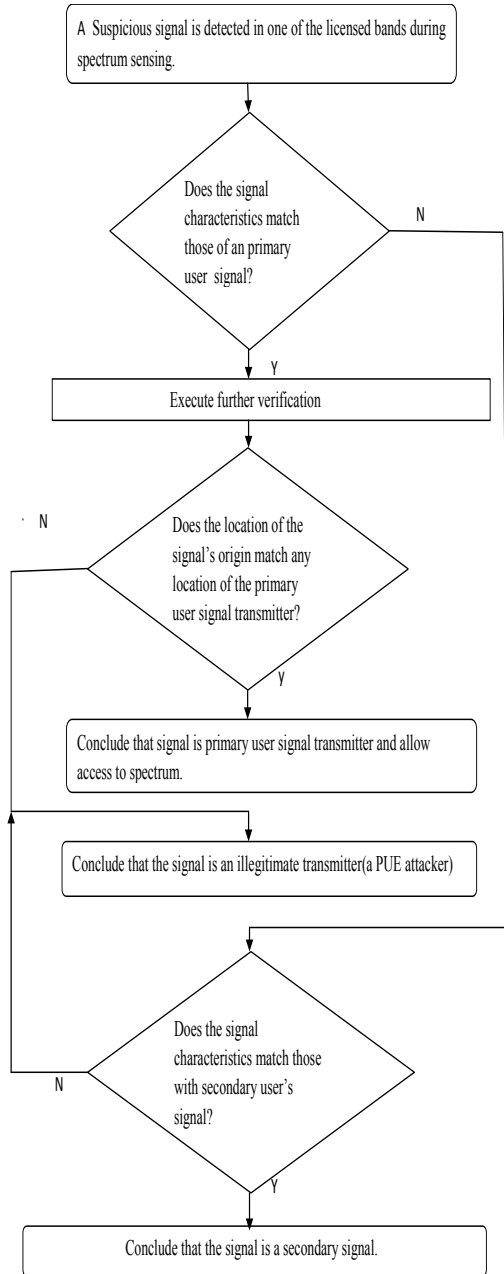 A Suspicious signal is detected in one of the licensed bands during
spectrum sensing.
Does the signal
characteristics match
those of an primary
user signal?
N
Y
Execute further verification
N
Does the location of the
signal's origin match any
location of the primary
user signal transmitter?
y
Conclude that signal is primary user signal transmitter and allow
access to spectrum.
Conclude that the signal is an illegitimate transmitter(a PUE attacker)
Does the signal
characteristics match those
with secondary user's
signal?
N
Y
Conclude that the signal is a secondary signal.